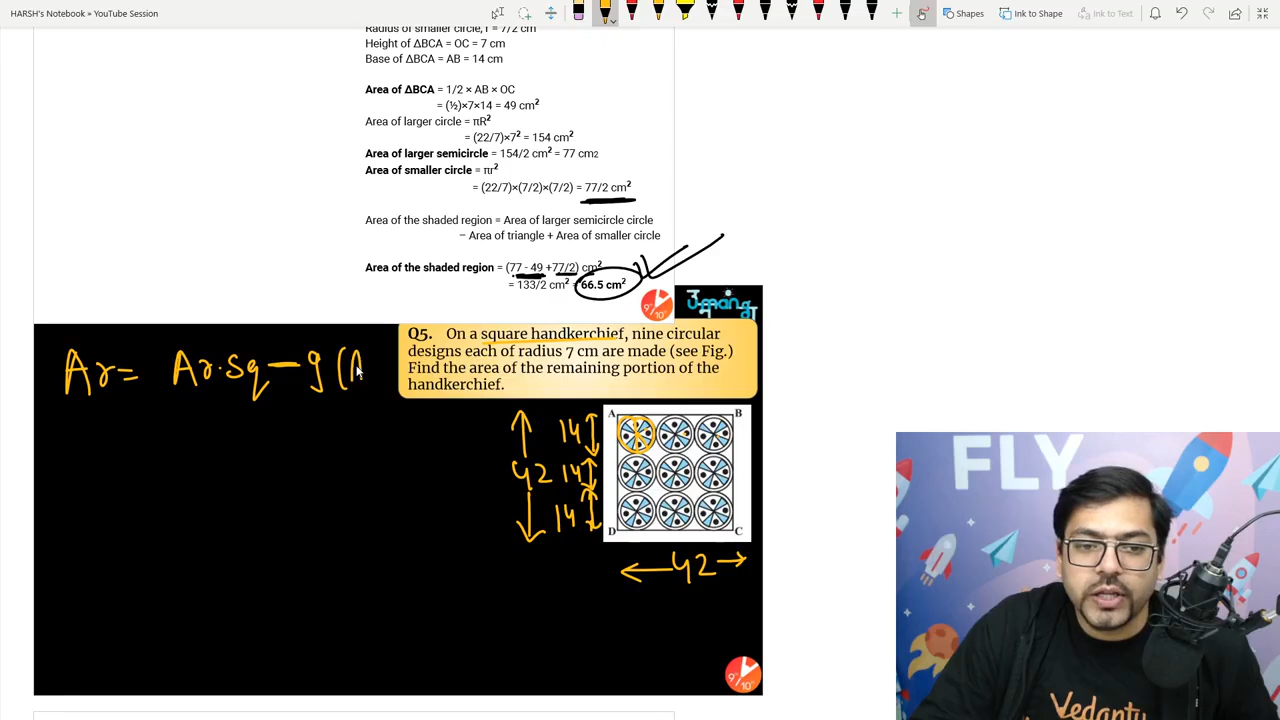 HARSH's Notebook » YouTube Session
Shapes
Ink to Shape
Ink to Text
Radius of smaller circle, r = 7/2 cm
Height of ΔBCA = OC = 7 cm
Base of ΔBCA = AB = 14 cm
Area of ΔBCA = 1/2 × AB × OC
= (½)×7×14 = 49 cm²
Area of larger circle = πR²
= (22/7)×7² = 154 cm²
Area of larger semicircle = 154/2 cm² = 77 cm2
Area of smaller circle = πr²
= (22/7)×(7/2)×(7/2) = 77/2 cm²
Area of the shaded region = Area of larger semicircle circle
− Area of triangle + Area of smaller circle
Area of the shaded region = (77 - 49 +77/2) cm²
= 133/2 cm² = 66.5 cm²
उमंग
9th/10th
Q5. On a square handkerchief, nine circular
designs each of radius 7 cm are made (see Fig.)
Find the area of the remaining portion of the
handkerchief.
Ar = Ar.Sq - 9 (A
A B
14
42 14
14
D C
42
9th/10th
FLY
Vedantu